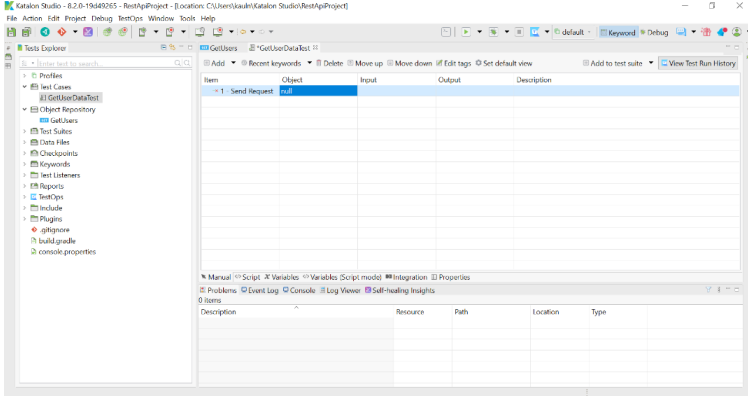 Katalon Studio - 8.2.0-19d49265 - RestApiProject - [Location: C:\Users\kauln\Katalon Studio\RestApiProject]
File Action Edit Project Debug TestOps Window Tools Help
default Keyword Debug
Tests Explorer
Enter text to search...
Profiles
Test Cases
GetUserDataTest
Object Repository
GetUsers
Test Suites
Data Files
Checkpoints
Keywords
Test Listeners
Reports
TestOps
Include
Plugins
.gitignore
build.gradle
console.properties
GetUsers *GetUserDataTest
Add Recent keywords Delete Move up Move down Edit tags Set default view Add to test suite View Test Run History
Item Object Input Output Description
1 - Send Request null
Manual Script Variables Variables (Script mode) Integration Properties
Problems Event Log Console Log Viewer Self-healing Insights
0 items
Description Resource Path Location Type